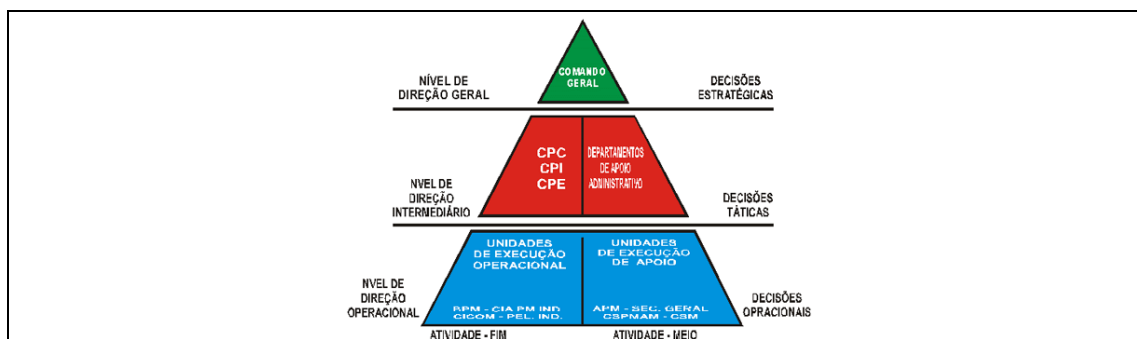 COMANDO
GERAL
NÍVEL DE
DIREÇÃO GERAL
DECISÕES
ESTRATÉGICAS
CPC
CPI
CPE
DEPARTAMENTOS
DE APOIO
ADMINISTRATIVO
NVEL DE
DIREÇÃO
INTERMEDIÁRIO
DECISÕES
TÁTICAS
UNIDADES
DE EXECUÇÃO
OPERACIONAL
UNIDADES
DE EXECUÇÃO
DE APOIO
NVEL DE
DIREÇÃO
OPERACIONAL
BPM - CIA PM IND.
CICOM - PEL. IND.
APM - SEC. GERAL
CSPMAM - CSM
DECISÕES
OPRACIONAIS
ATIVIDADE - FIM
ATIVIDADE - MEIO